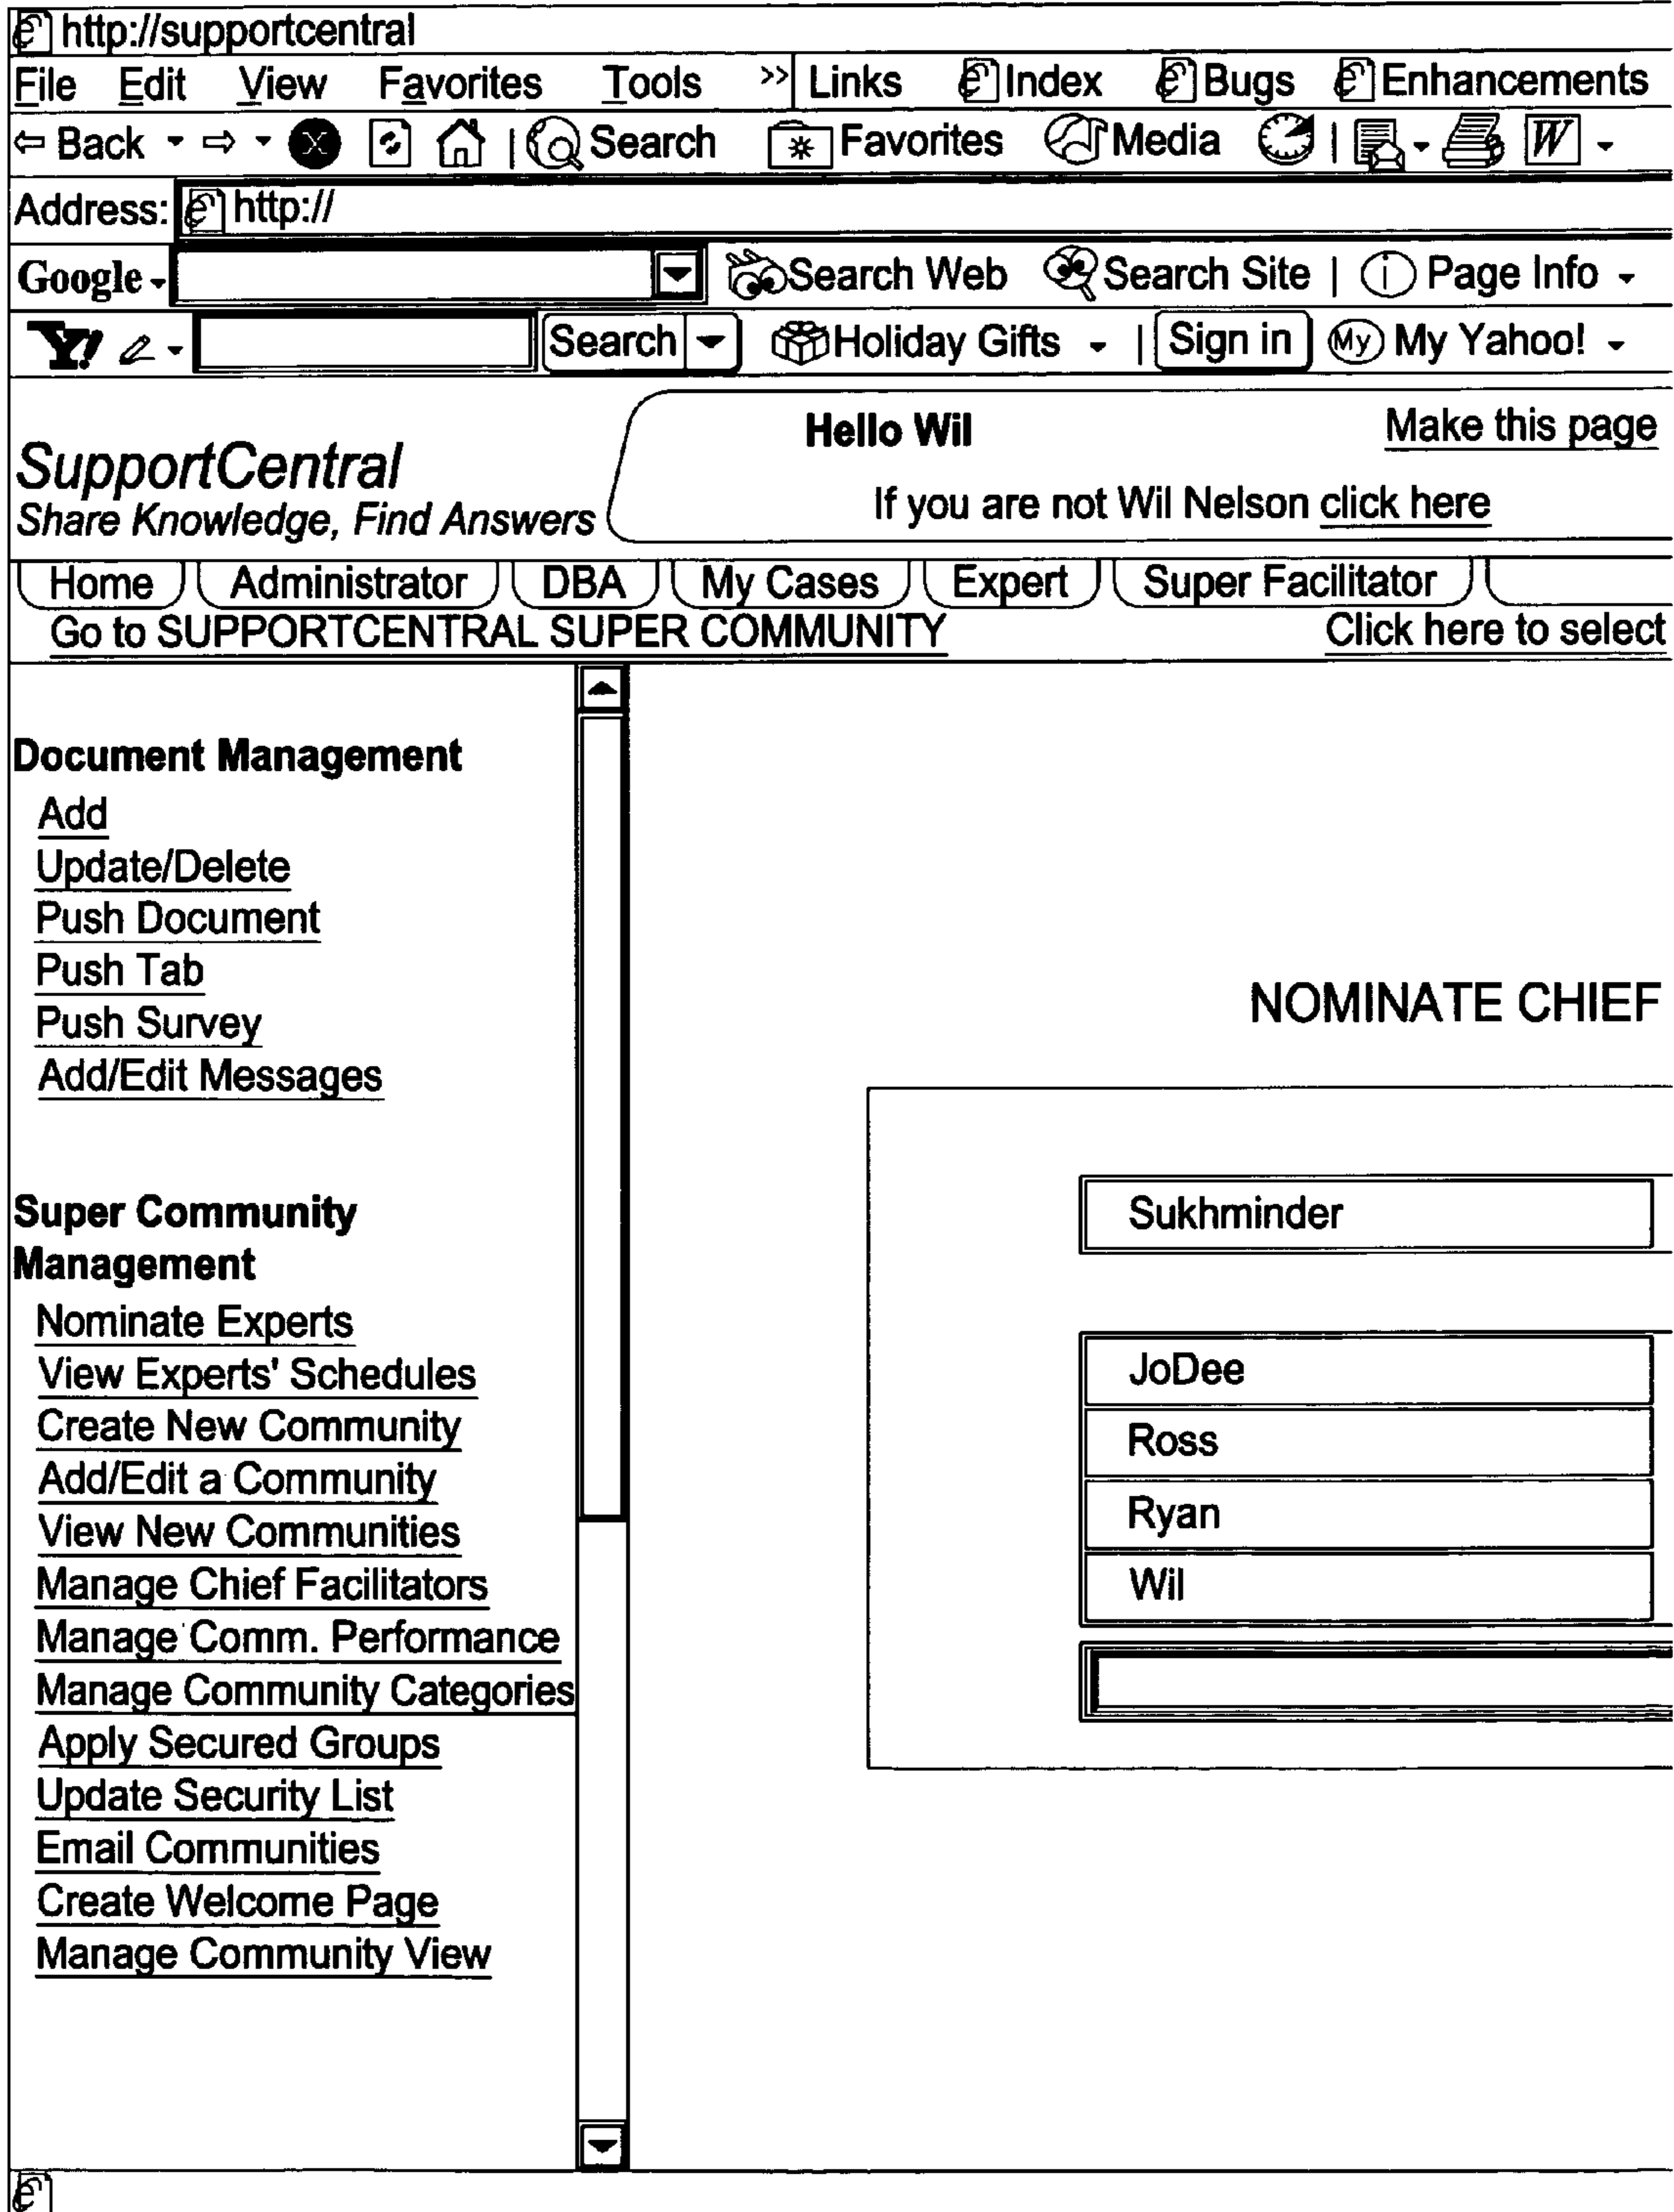 http://supportcentral
File Edit View Favorites Tools >> Links Index Bugs Enhancements
Back X Search Favorites Media W
Address: http://
Google Search Web Search Site | i Page Info
Y! Search Holiday Gifts | Sign in My My Yahoo!
Hello Wil Make this page
SupportCentral
Share Knowledge, Find Answers If you are not Wil Nelson click here
Home Administrator DBA My Cases Expert Super Facilitator
Go to SUPPORTCENTRAL SUPER COMMUNITY Click here to select
Document Management
Add
Update/Delete
Push Document
Push Tab
Push Survey
Add/Edit Messages
Super Community
Management
Nominate Experts
View Experts' Schedules
Create New Community
Add/Edit a Community
View New Communities
Manage Chief Facilitators
Manage Comm. Performance
Manage Community Categories
Apply Secured Groups
Update Security List
Email Communities
Create Welcome Page
Manage Community View
NOMINATE CHIEF
Sukhminder
JoDee
Ross
Ryan
Wil